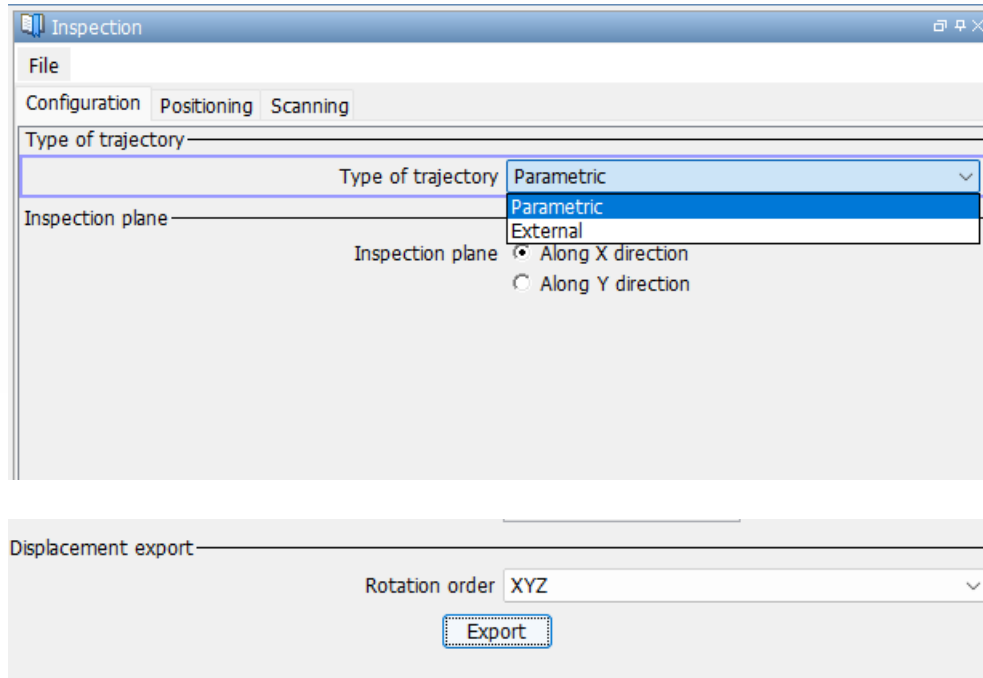 Inspection
File
Configuration Positioning Scanning
Type of trajectory
Type of trajectory Parametric
Parametric
Inspection plane
External
Inspection plane Along X direction
Along Y direction
Displacement export
Rotation order XYZ
Export